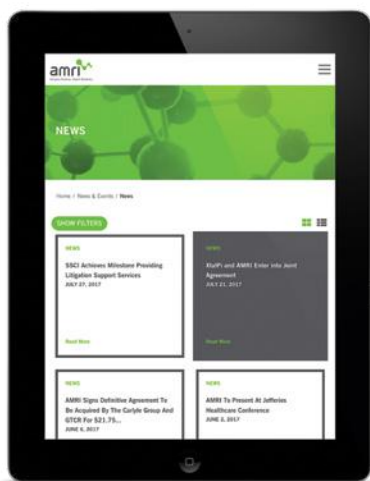 amri
NEWS
Home / News & Events / News
SHOW FILTERS
NEWS
SSCI Achieves Milestone Providing
Litigation Support Services
JULY 27, 2017
Read More
NEWS
XtalPi and AMRI Enter into Joint
Agreement
JULY 21, 2017
Read More
NEWS
AMRI Signs Definitive Agreement To
Be Acquired By The Carlyle Group And
GTCR For $21.75...
JUNE 6, 2017
NEWS
AMRI To Present At Jefferies
Healthcare Conference
JUNE 2, 2017